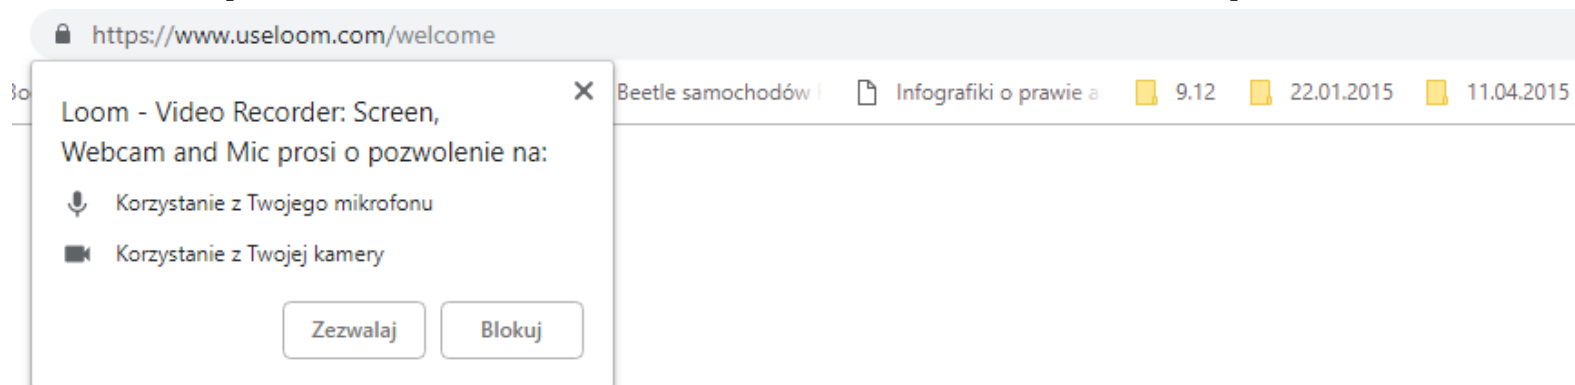 https://www.useloom.com/welcome
Beetle samochodów
Infografiki o prawie
9.12
22.01.2015
11.04.2015
Loom - Video Recorder: Screen,
Webcam and Mic prosi o pozwolenie na:
Korzystanie z Twojego mikrofonu
Korzystanie z Twojej kamery
Zezwalaj
Blokuj